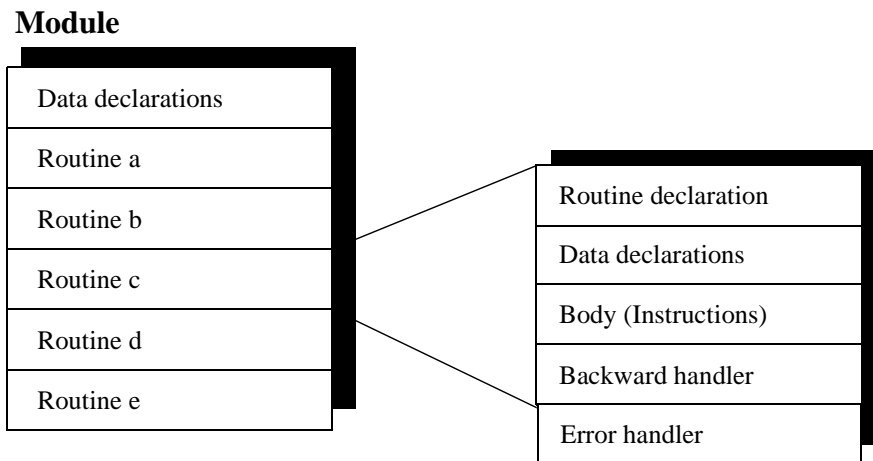 Module
Data declarations
Routine a
Routine b
Routine c
Routine d
Routine e
Routine declaration
Data declarations
Body (Instructions)
Backward handler
Error handler